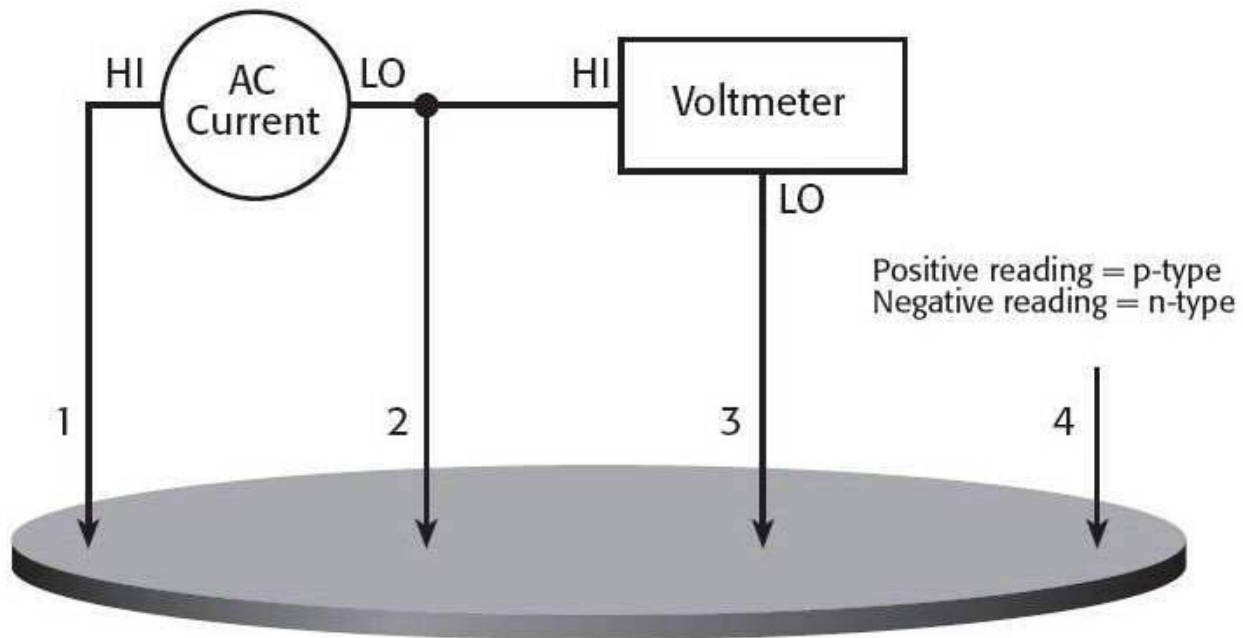 HI
AC
Current
LO
HI
Voltmeter
LO
Positive reading = p-type
Negative reading = n-type
1
2
3
4